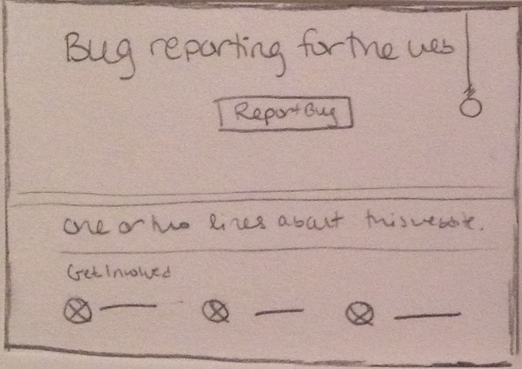 Bug reporting for the web
Report Bug
one or two lines about this website.
Get Involved